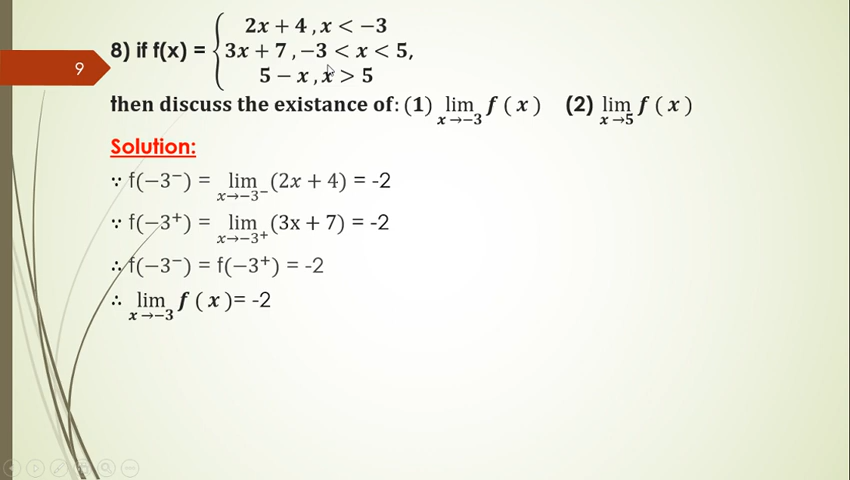 9
8) if f(x) = { 2x + 4 , x < −3
3x + 7 , −3 < x < 5,
5 − x , x > 5
then discuss the existance of: (1) lim x→−3 f ( x ) (2) lim x→5 f ( x )
Solution:
∵ f(−3⁻) = lim x→−3⁻ (2x + 4) = -2
∵ f(−3⁺) = lim x→−3⁺ (3x + 7) = -2
∴ f(−3⁻) = f(−3⁺) = -2
∴ lim x→−3 f ( x )= -2